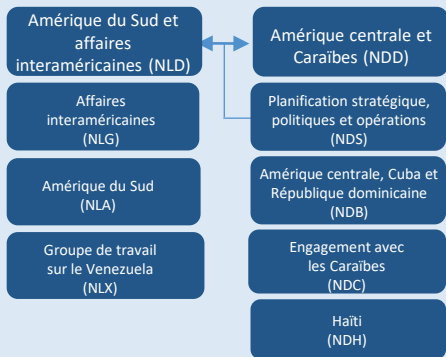 Amérique du Sud et
affaires
interaméricaines (NLD)
Affaires
interaméricaines
(NLG)
Amérique du Sud
(NLA)
Groupe de travail
sur le Venezuela
(NLX)
Amérique centrale et
Caraïbes (NDD)
Planification stratégique,
politiques et opérations
(NDS)
Amérique centrale, Cuba et
République dominicaine
(NDB)
Engagement avec
les Caraïbes
(NDC)
Haïti
(NDH)